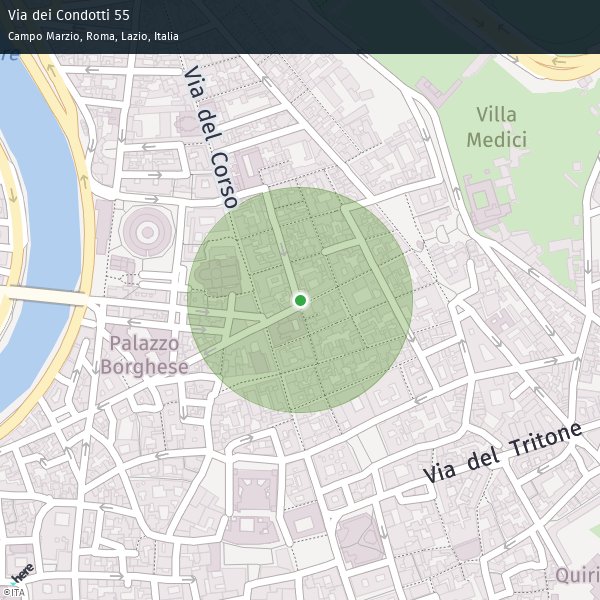 Via dei Condotti 55
Campo Marzio, Roma, Lazio, Italia
re
Via del Corso
Villa
Medici
Palazzo
Borghese
Via del Tritone
Quiri
here
©ITA